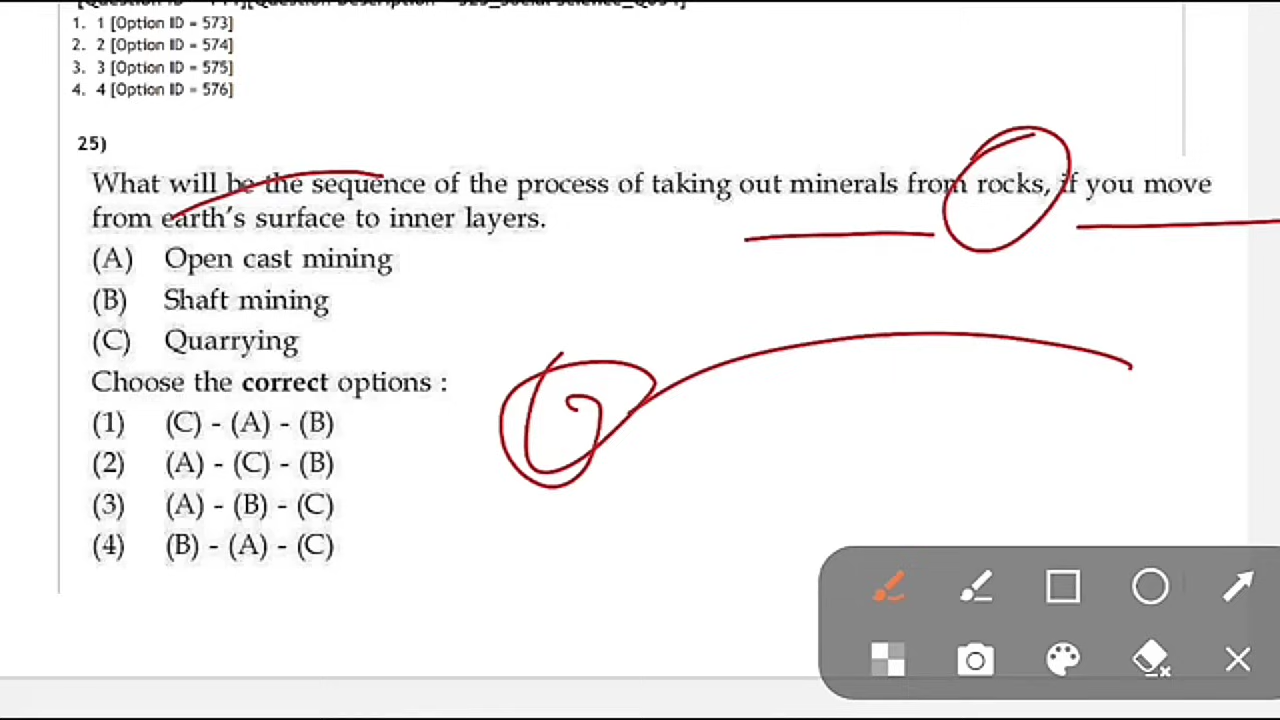 1. 1 [Option ID = 573]
2. 2 [Option ID = 574]
3. 3 [Option ID = 575]
4. 4 [Option ID = 576]
25)
What will be the sequence of the process of taking out minerals from rocks, if you move
from earth's surface to inner layers.
(A) Open cast mining
(B) Shaft mining
(C) Quarrying
Choose the correct options :
(1) (C) - (A) - (B)
(2) (A) - (C) - (B)
(3) (A) - (B) - (C)
(4) (B) - (A) - (C)